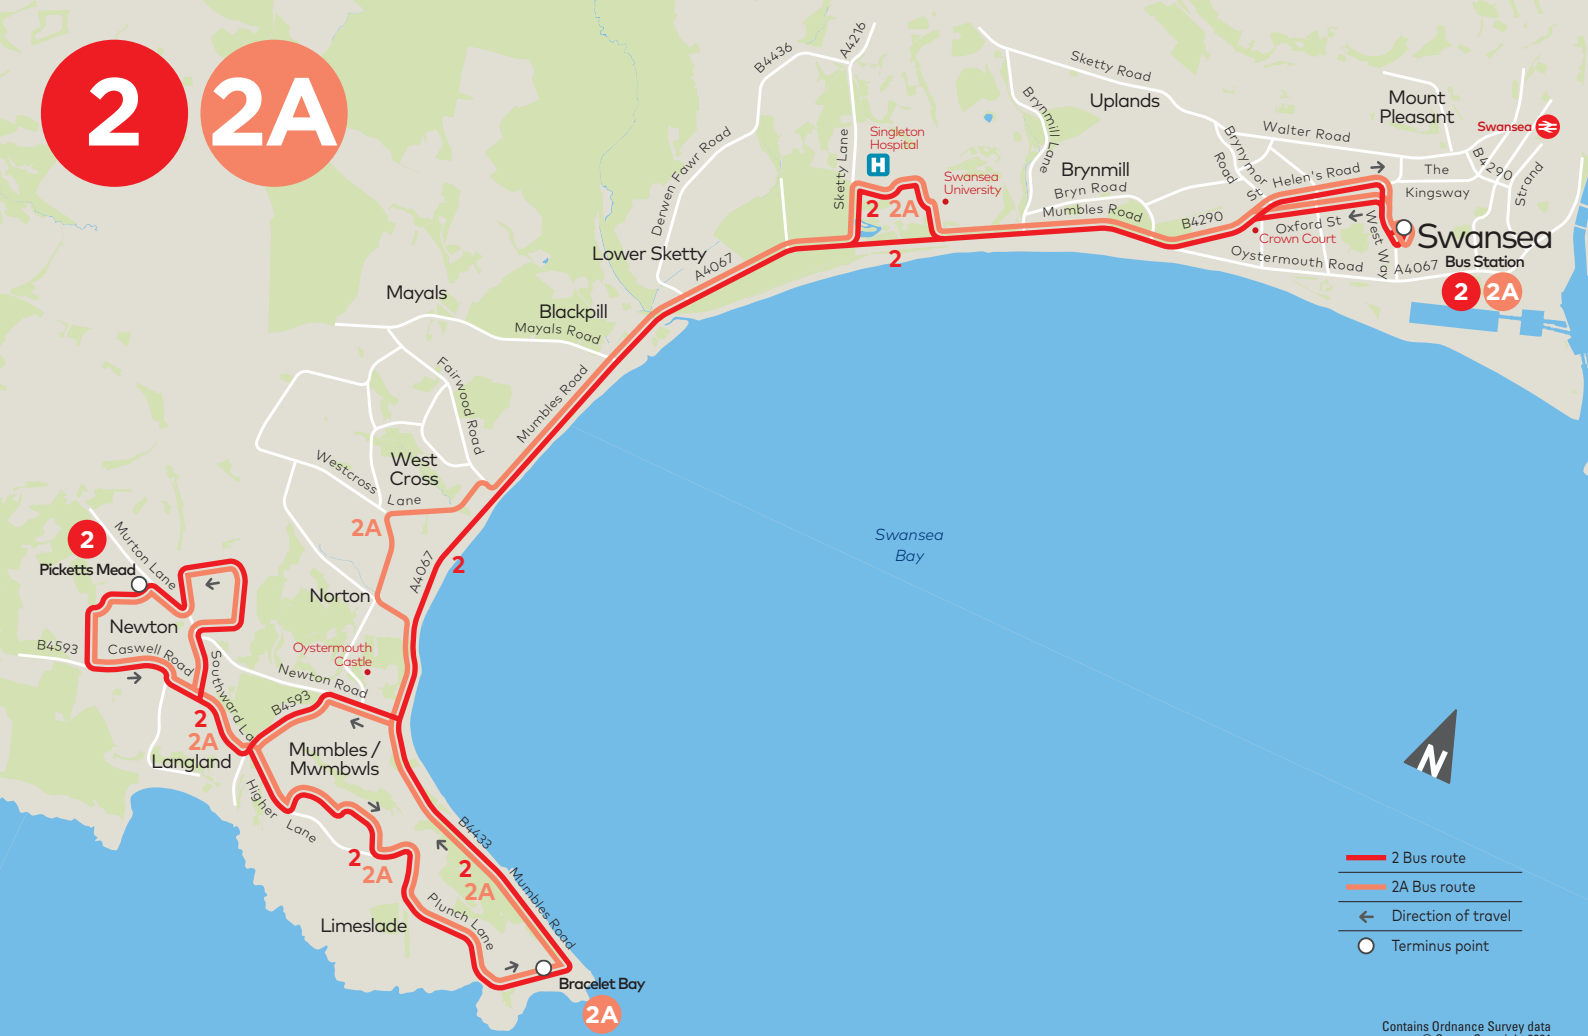 2
2A
B4436
A4216
Sketty Road
Uplands
Mount
Pleasant
Swansea
Brynmill Lane
Walter Road
Brynymor
Road
B4290
Strand
Singleton
Hospital
H
Sketty Lane
Derwen Fawr Road
Brynmill
Bryn Road
Mumbles Road
Swansea
University
St
Helen's Road
The
Kingsway
2 2A
B4290
Oxford St
Crown Court
West Way
Swansea
Bus Station
2 2A
Oystermouth Road
A4067
Lower Sketty
A4067
2
Mayals
Blackpill
Mayals Road
Fairwood Road
Mumbles Road
West
Cross
Westcross
Lane
2A
A4067
2
Swansea
Bay
2
Picketts Mead
Murton Lane
Norton
Newton
B4593
Caswell Road
Oystermouth
Castle
Newton Road
Southward La
B4593
2
2A
Langland
Mumbles /
Mwmbwls
Higher
Lane
B4433
2
2A
2
2A
Mumbles Road
Plunch Lane
Limeslade
Bracelet Bay
2A
N
2 Bus route
2A Bus route
Direction of travel
Terminus point
Contains Ordnance Survey data